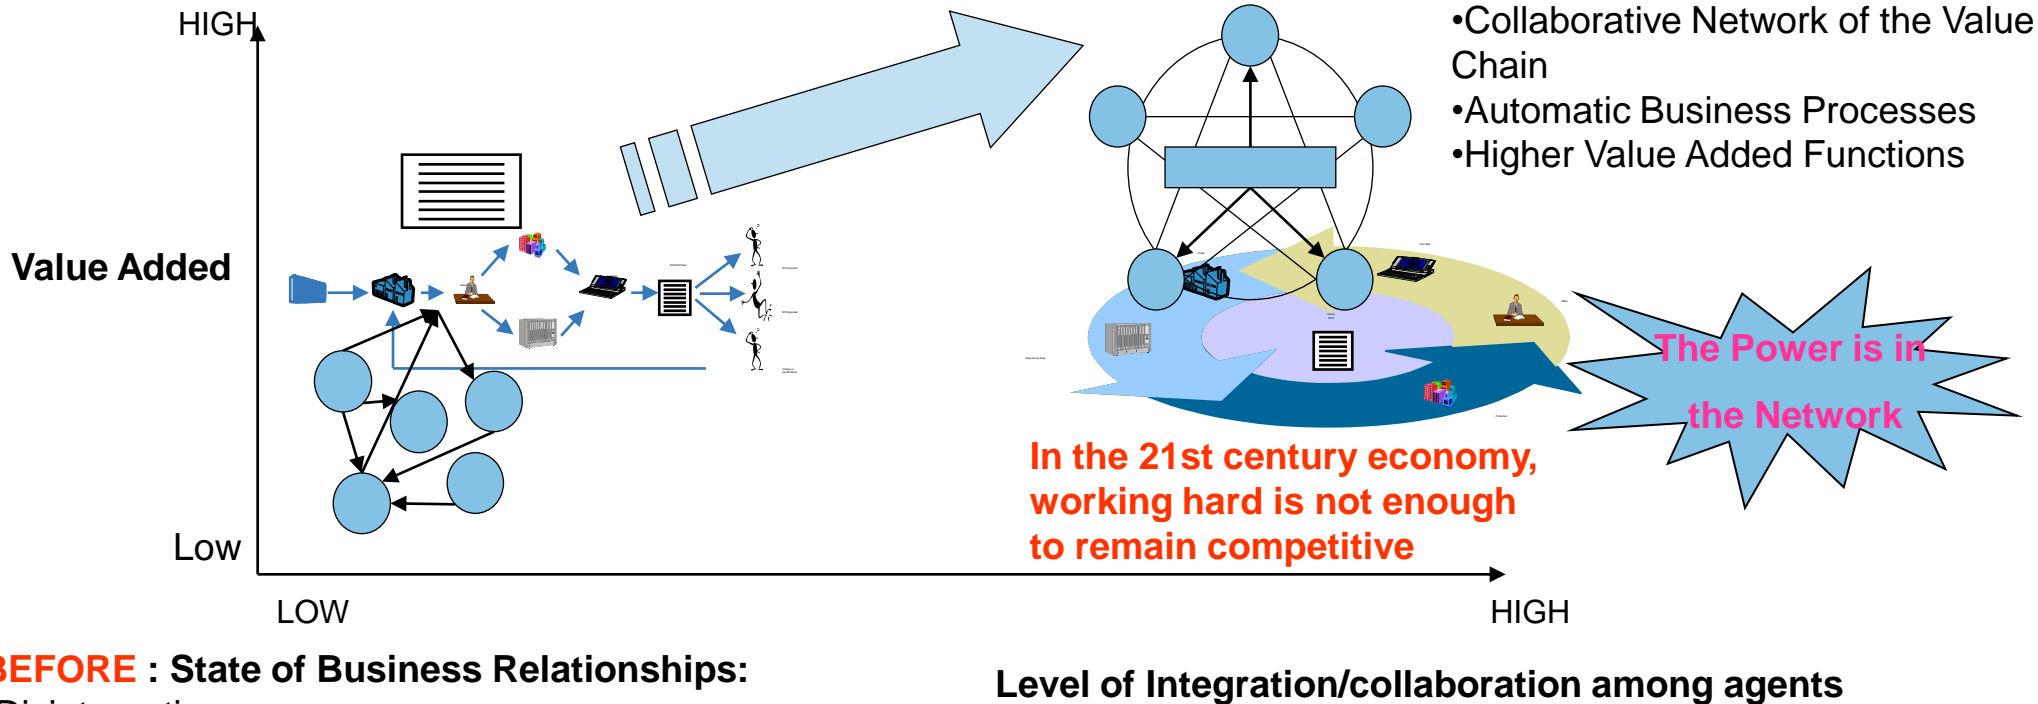 HIGH
•Collaborative Network of the Value
Chain
•Automatic Business Processes
•Higher Value Added Functions
Value Added
The Power is in
the Network
In the 21st century economy,
working hard is not enough
to remain competitive
Low
LOW
HIGH
BEFORE : State of Business Relationships:
Level of Integration/collaboration among agents